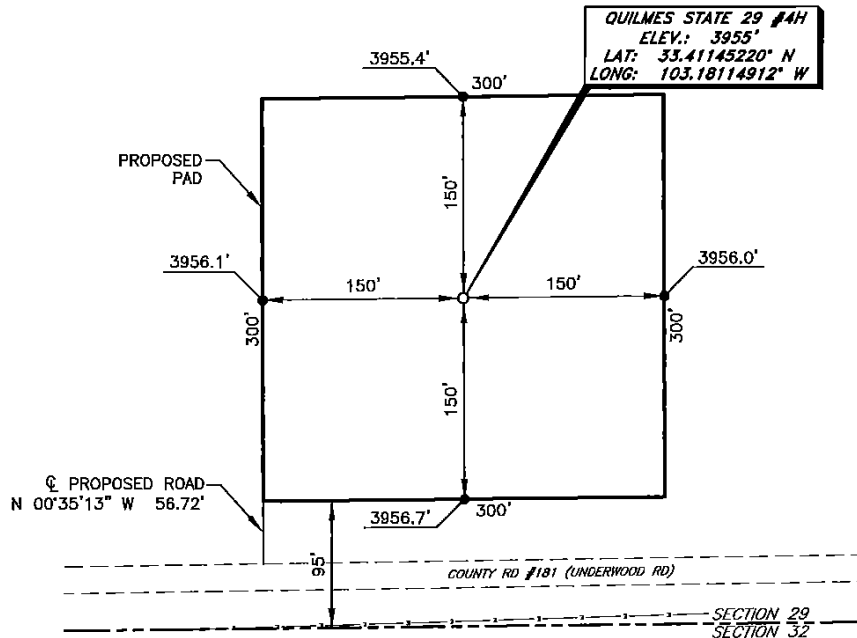 QUILMES STATE 29 #4H
ELEV.: 3955'
LAT: 33.41145220° N
LONG: 103.18114912° W
3955.4'
300'
PROPOSED
PAD
150'
3956.1'
150'
150'
3956.0'
300'
300'
150'
℄ PROPOSED ROAD
N 00°35'13" W 56.72'
3956.7'
300'
95'
COUNTY RD #181 (UNDERWOOD RD)
SECTION 29
SECTION 32